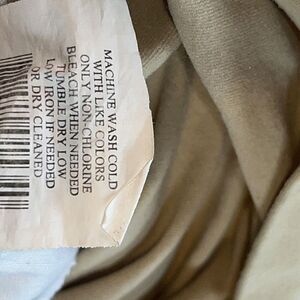 MACHINE WASH COLD
WITH LIKE COLORS
ONLY NON-CHLORINE
BLEACH WHEN NEEDED
TUMBLE DRY LOW
LOW IRON IF NEEDED
OR DRY CLEANED